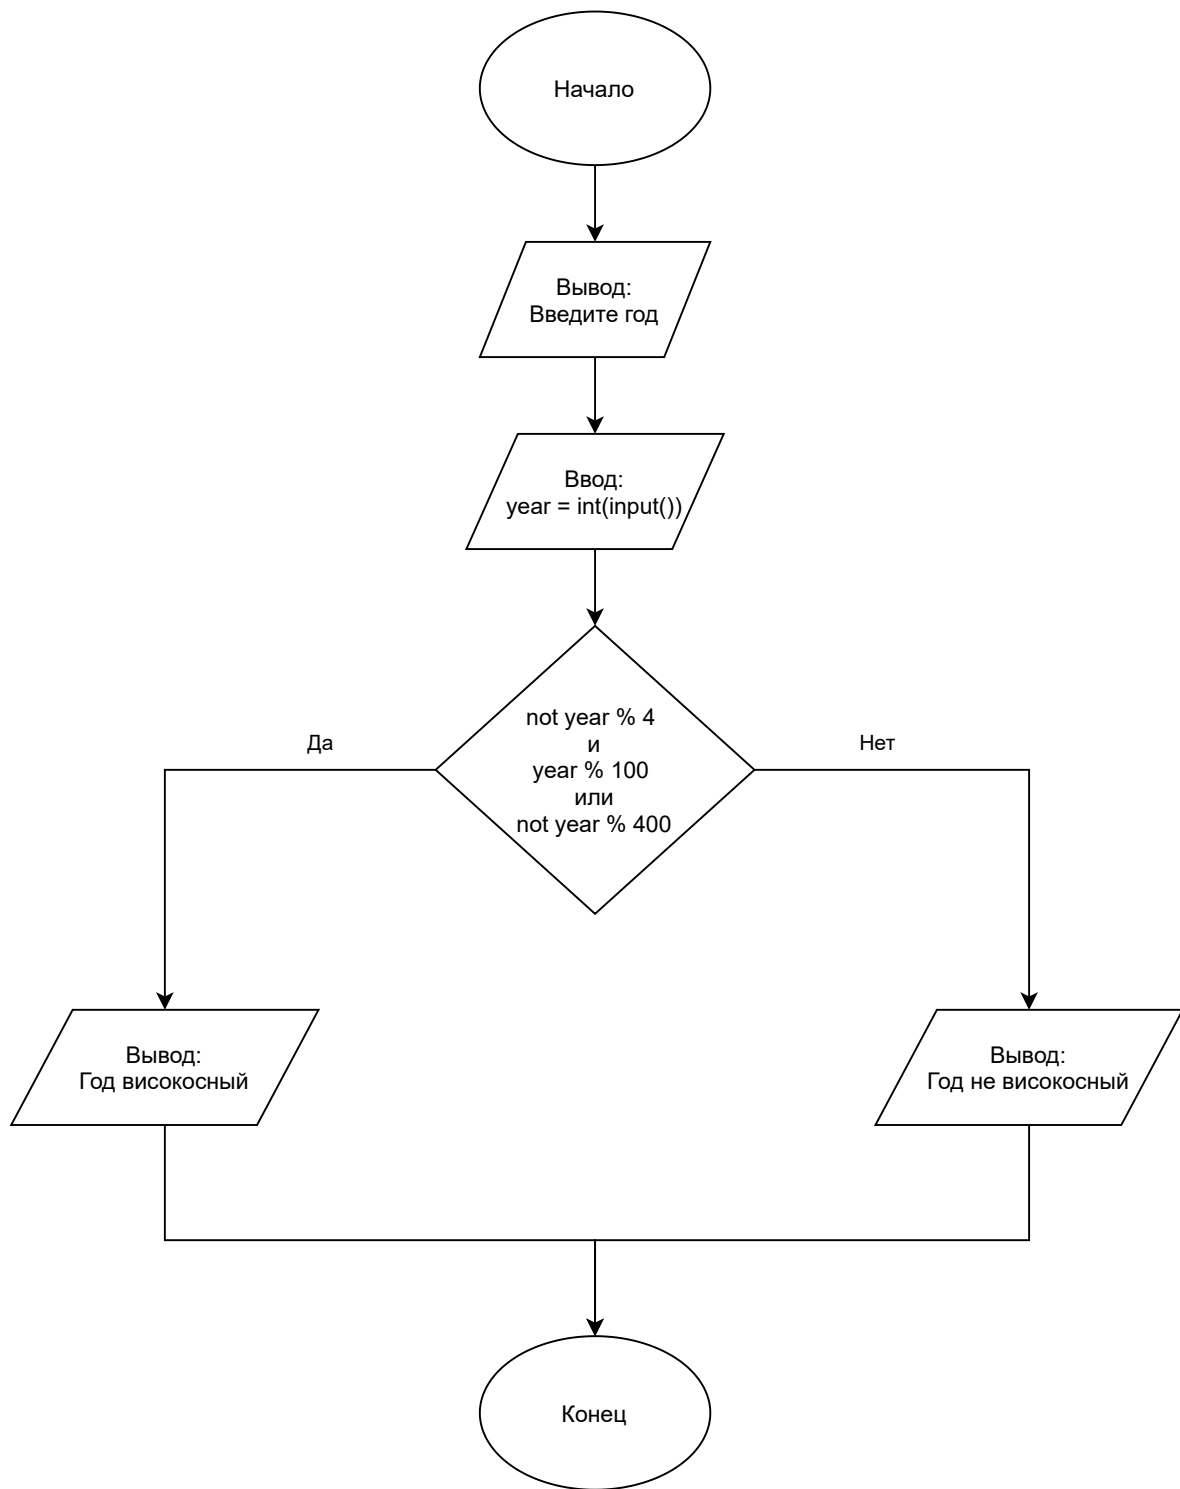 Начало
Вывод:
Введите год
Ввод:
year = int(input())
not year % 4
и
year % 100
или
not year % 400
Да
Нет
Вывод:
Год високосный
Вывод:
Год не високосный
Конец